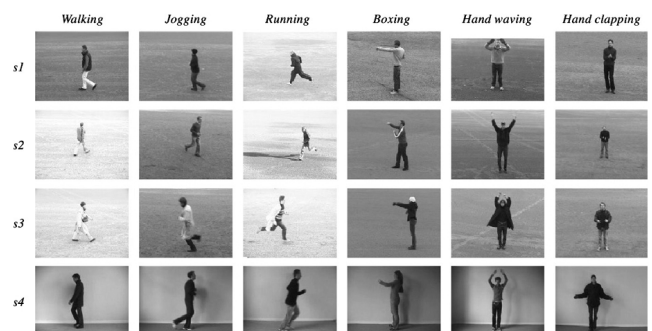 Walking Jogging Running Boxing Hand waving Hand clapping
s1
s2
s3
s4